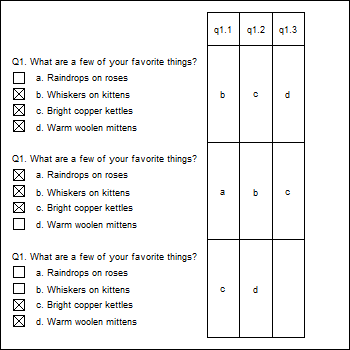 q1.1 q1.2 q1.3
Q1. What are a few of your favorite things?
a. Raindrops on roses
b. Whiskers on kittens
c. Bright copper kettles
d. Warm woolen mittens
b c d
Q1. What are a few of your favorite things?
a. Raindrops on roses
b. Whiskers on kittens
c. Bright copper kettles
d. Warm woolen mittens
a b c
Q1. What are a few of your favorite things?
a. Raindrops on roses
b. Whiskers on kittens
c. Bright copper kettles
d. Warm woolen mittens
c d